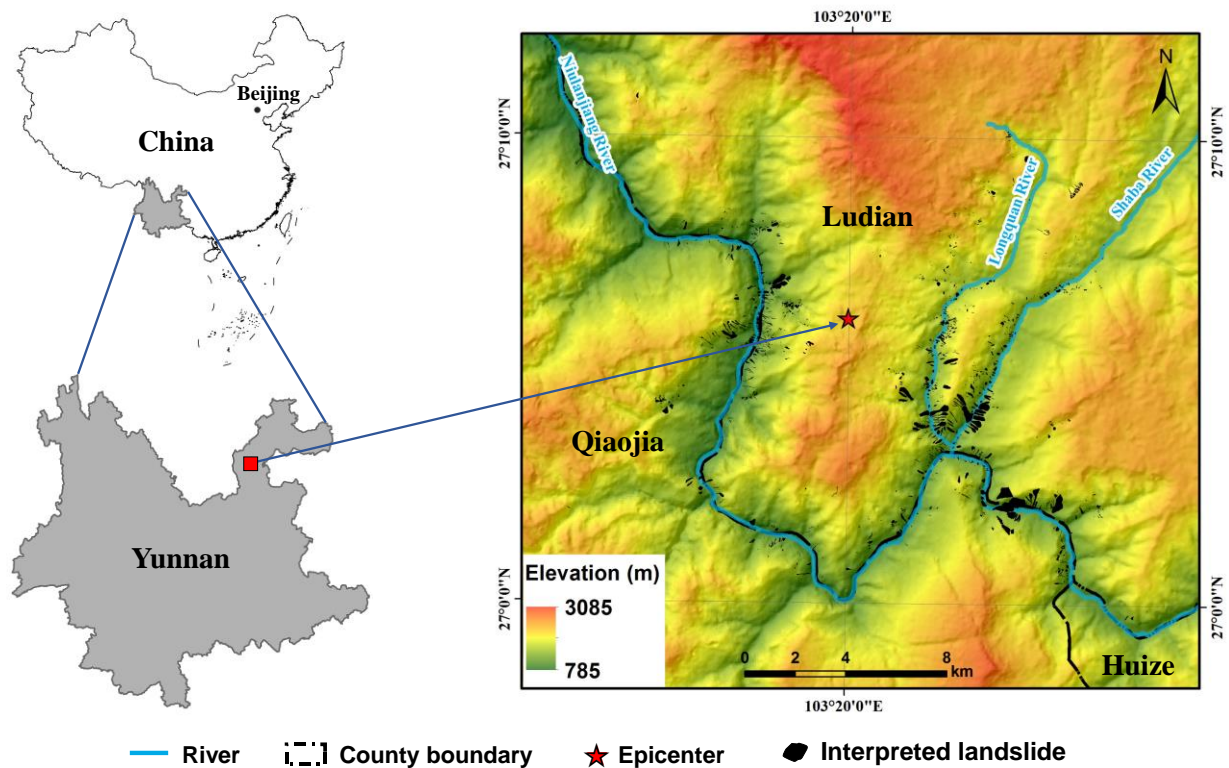 Beijing
China
Yunnan
103°20'0"E
N
Niulanjiang River
27°10'0"N
27°10'0"N
Longquan River
Shaba River
Ludian
Qiaojia
Elevation (m)
3085
785
0 2 4 8
km
27°0'0"N
27°0'0"N
Huize
103°20'0"E
River
County boundary
Epicenter
Interpreted landslide